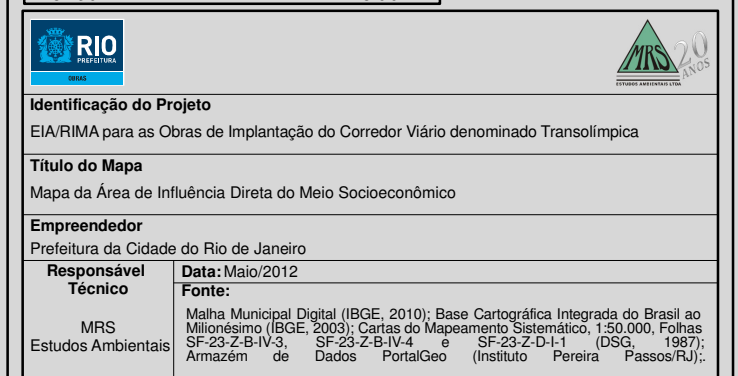 RIO
PREFEITURA
OBRAS
MRS 20 ANOS
ESTUDOS AMBIENTAIS LTDA
Identificação do Projeto
EIA/RIMA para as Obras de Implantação do Corredor Viário denominado Transolímpica
Título do Mapa
Mapa da Área de Influência Direta do Meio Socioeconômico
Empreendedor
Prefeitura da Cidade do Rio de Janeiro
Responsável
Técnico
MRS
Estudos Ambientais
Data: Maio/2012
Fonte:
Malha Municipal Digital (IBGE, 2010); Base Cartográfica Integrada do Brasil ao
Milionésimo (IBGE, 2003); Cartas do Mapeamento Sistemático, 1:50.000, Folhas
SF-23-Z-B-IV-3, SF-23-Z-B-IV-4 e SF-23-Z-D-I-1 (DSG, 1987);
Armazém de Dados PortalGeo (Instituto Pereira Passos/RJ);.